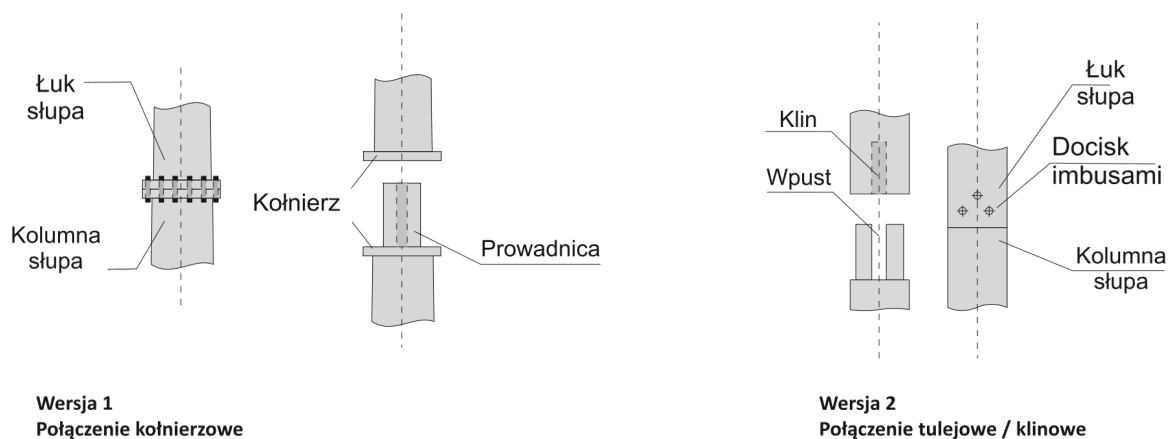 Łuk
słupa
Kolumna
słupa
Kołnierz
Prowadnica
Wersja 1
Połączenie kołnierzowe
Klin
Wpust
Łuk
słupa
Docisk
imbusami
Kolumna
słupa
Wersja 2
Połączenie tulejowe / klinowe